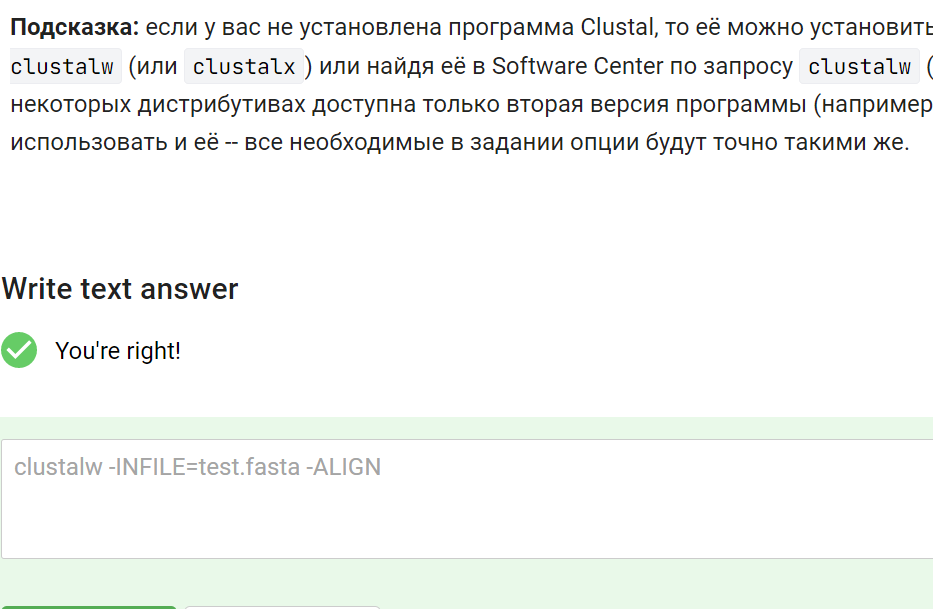 Подсказка: если у вас не установлена программа Clustal, то её можно установить
clustalw (или clustalx) или найдя её в Software Center по запросу clustalw (
некоторых дистрибутивах доступна только вторая версия программы (например
использовать и её -- все необходимые в задании опции будут точно такими же.
Write text answer
You're right!
clustalw -INFILE=test.fasta -ALIGN